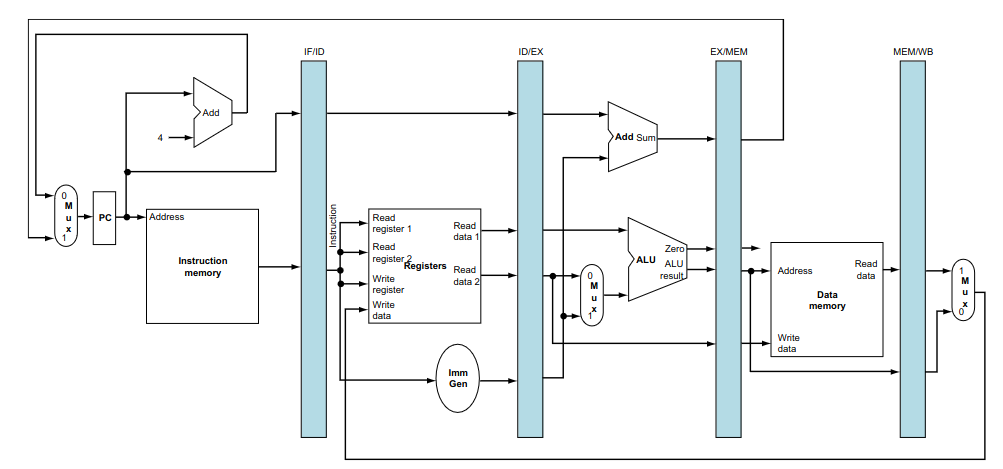 IF/ID
ID/EX
EX/MEM
MEM/WB
Add
4
Add Sum
0
M
u
x
1
PC
Address
Instruction
memory
Instruction
Read
register 1
Read
register 2
Write
register
Write
data
Registers
Read
data 1
Read
data 2
Imm
Gen
0
M
u
x
1
ALU
Zero
ALU
result
Address
Read
data
Data
memory
Write
data
1
M
u
x
0